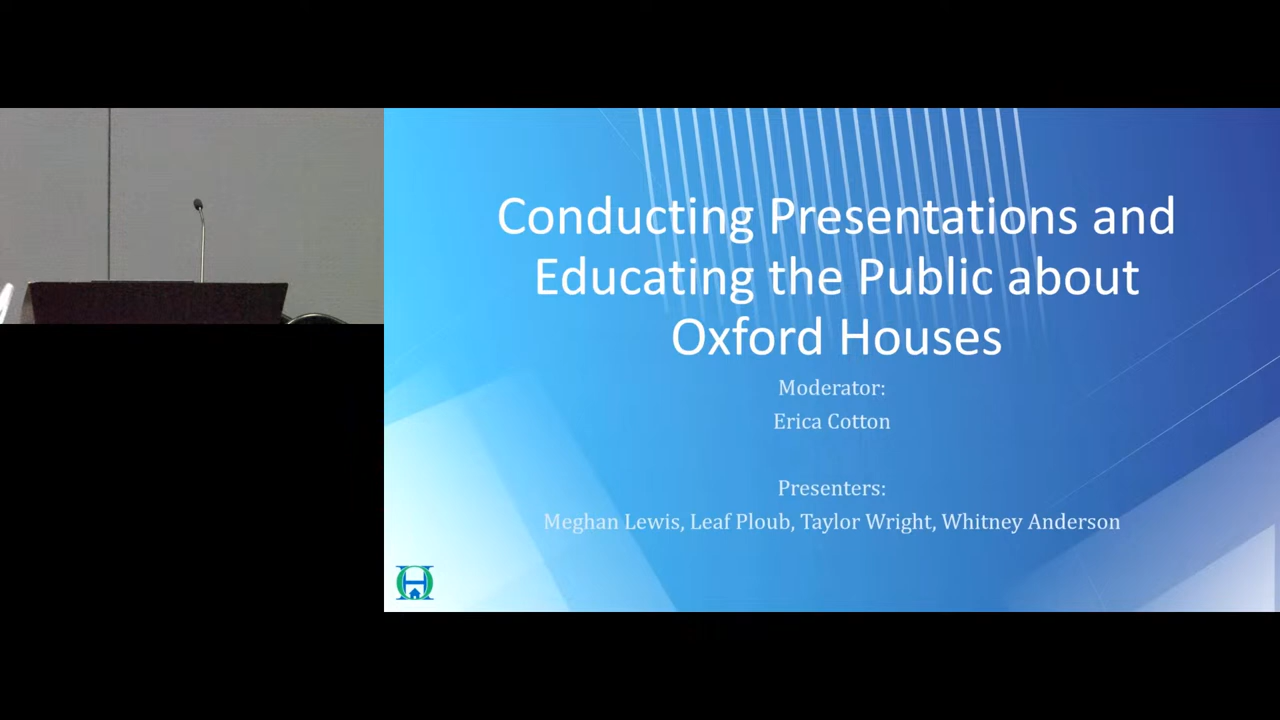 Conducting Presentations and
Educating the Public about
Oxford Houses
Moderator:
Erica Cotton
Presenters:
Meghan Lewis, Leaf Ploub, Taylor Wright, Whitney Anderson